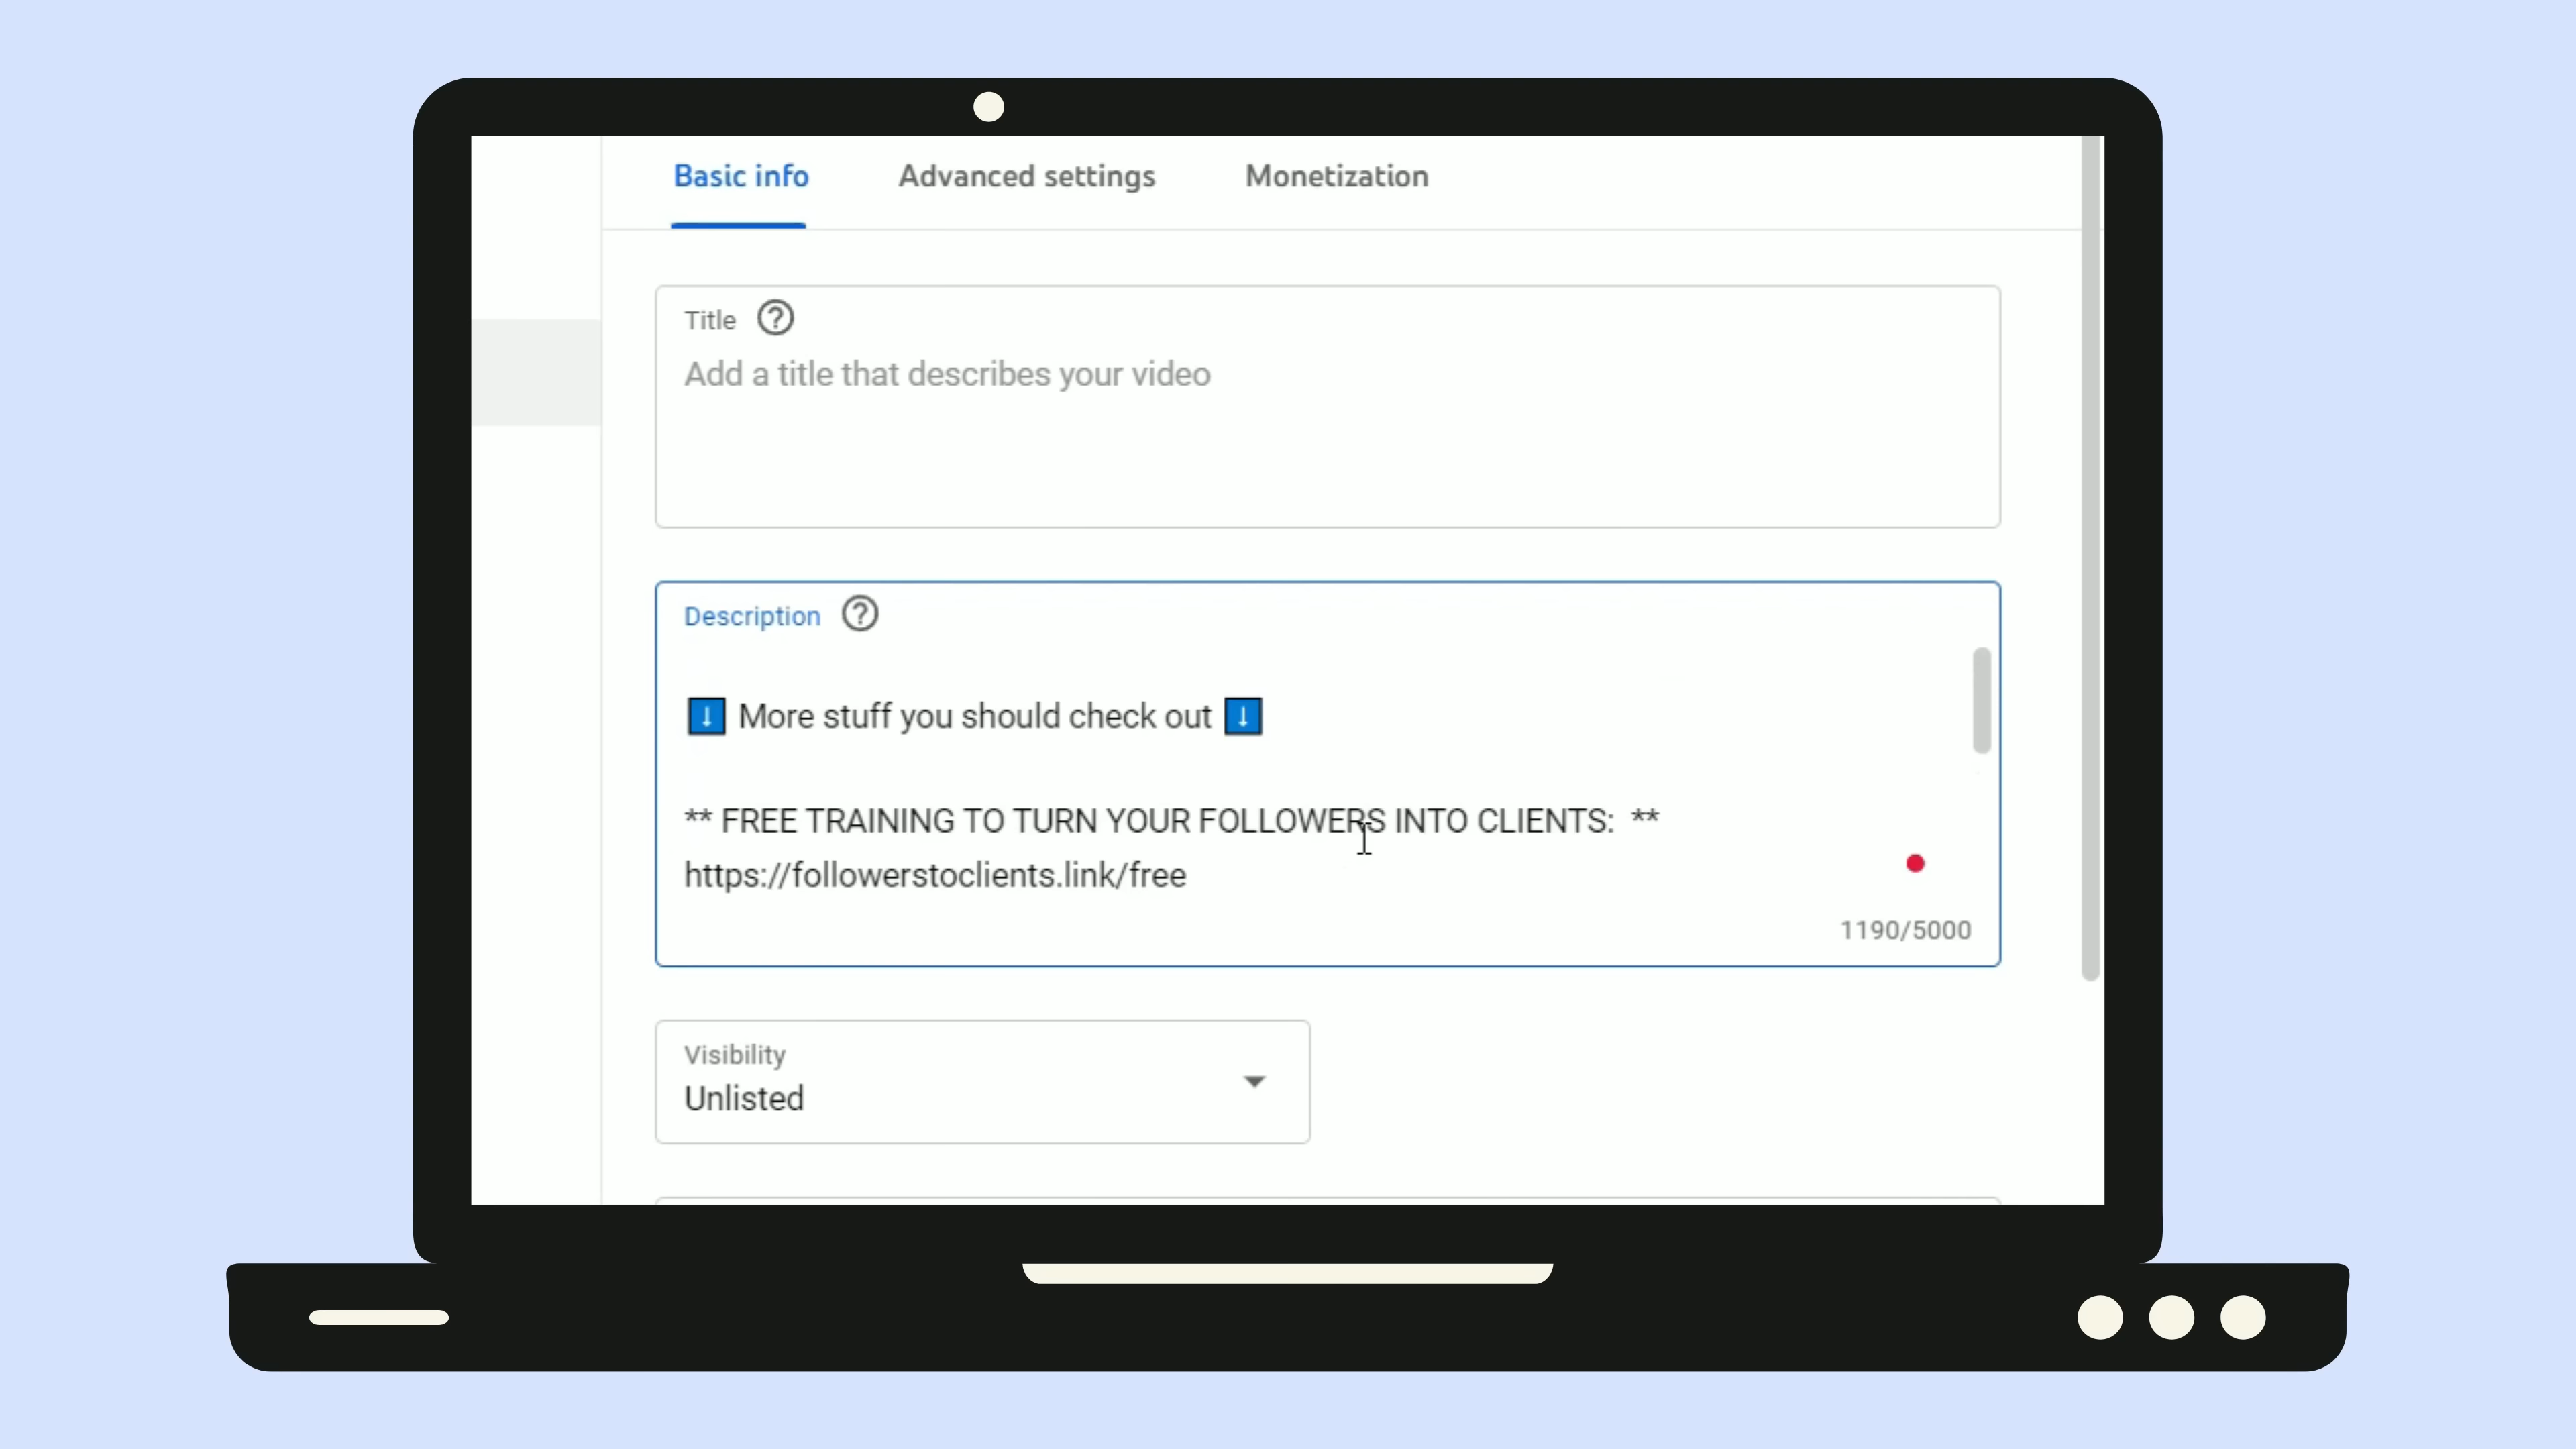 Basic info Advanced settings Monetization
Title
Add a title that describes your video
Description
⬇ More stuff you should check out ⬇
** FREE TRAINING TO TURN YOUR FOLLOWERS INTO CLIENTS:  **
https://followerstoclients.link/free
1190/5000
Visibility
Unlisted